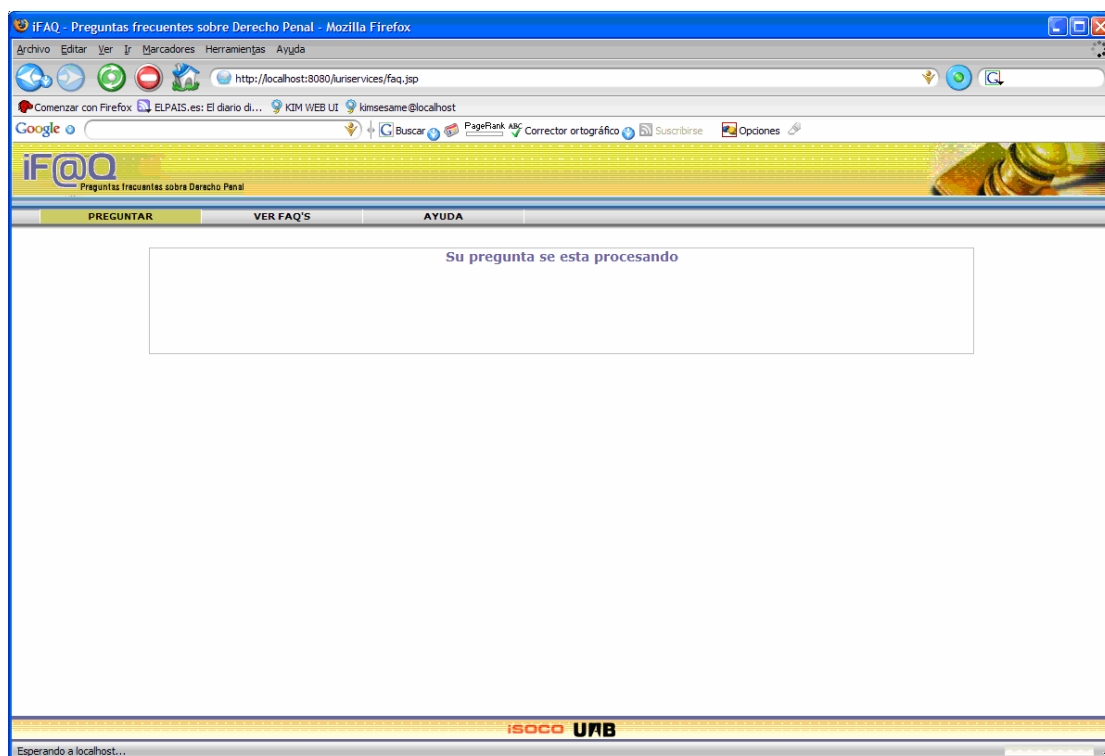 iFAQ - Preguntas frecuentes sobre Derecho Penal - Mozilla Firefox
Archivo Editar Ver Ir Marcadores Herramientas Ayuda
http://localhost:8080/iuriservices/faq.jsp G
Comenzar con Firefox ELPAIS.es: El diario di... KIM WEB UI kimsesame@localhost
Google G Buscar PageRank ABC Corrector ortográfico Suscribirse Opciones
iF@Q
Preguntas frecuentes sobre Derecho Penal
PREGUNTAR VER FAQ'S AYUDA
Su pregunta se esta procesando
isoco UAB
Esperando a localhost...